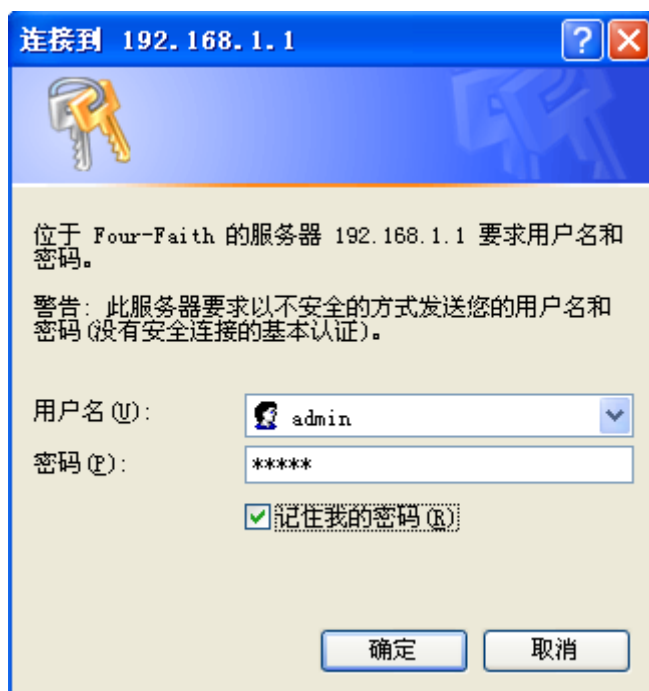 连接到 192.168.1.1
位于 Four-Faith 的服务器 192.168.1.1 要求用户名和
密码。
警告: 此服务器要求以不安全的方式发送您的用户名和
密码(没有安全连接的基本认证)。
用户名(U):
admin
密码(P):
*****
记住我的密码(R)
确定
取消